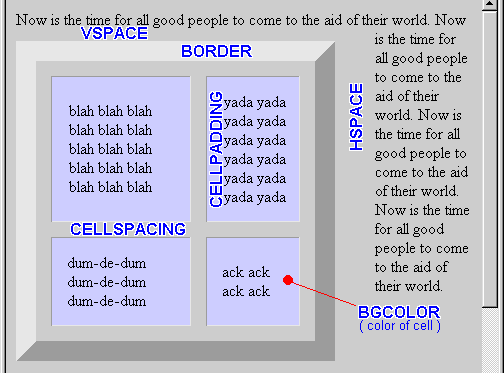 Now is the time for all good people to come to the aid of their world. Now
is the time for
all good people
to come to the
aid of their
world. Now is
the time for all
good people to
come to the aid
of their world.
Now is the time
for all good
people to come
to the aid of
their world.
VSPACE
BORDER
HSPACE
blah blah blah
blah blah blah
blah blah blah
blah blah blah
blah blah blah
CELLPADDING
yada yada
yada yada
yada yada
yada yada
yada yada
yada yada
CELLSPACING
dum-de-dum
dum-de-dum
dum-de-dum
ack ack
ack ack
BGCOLOR
( color of cell )